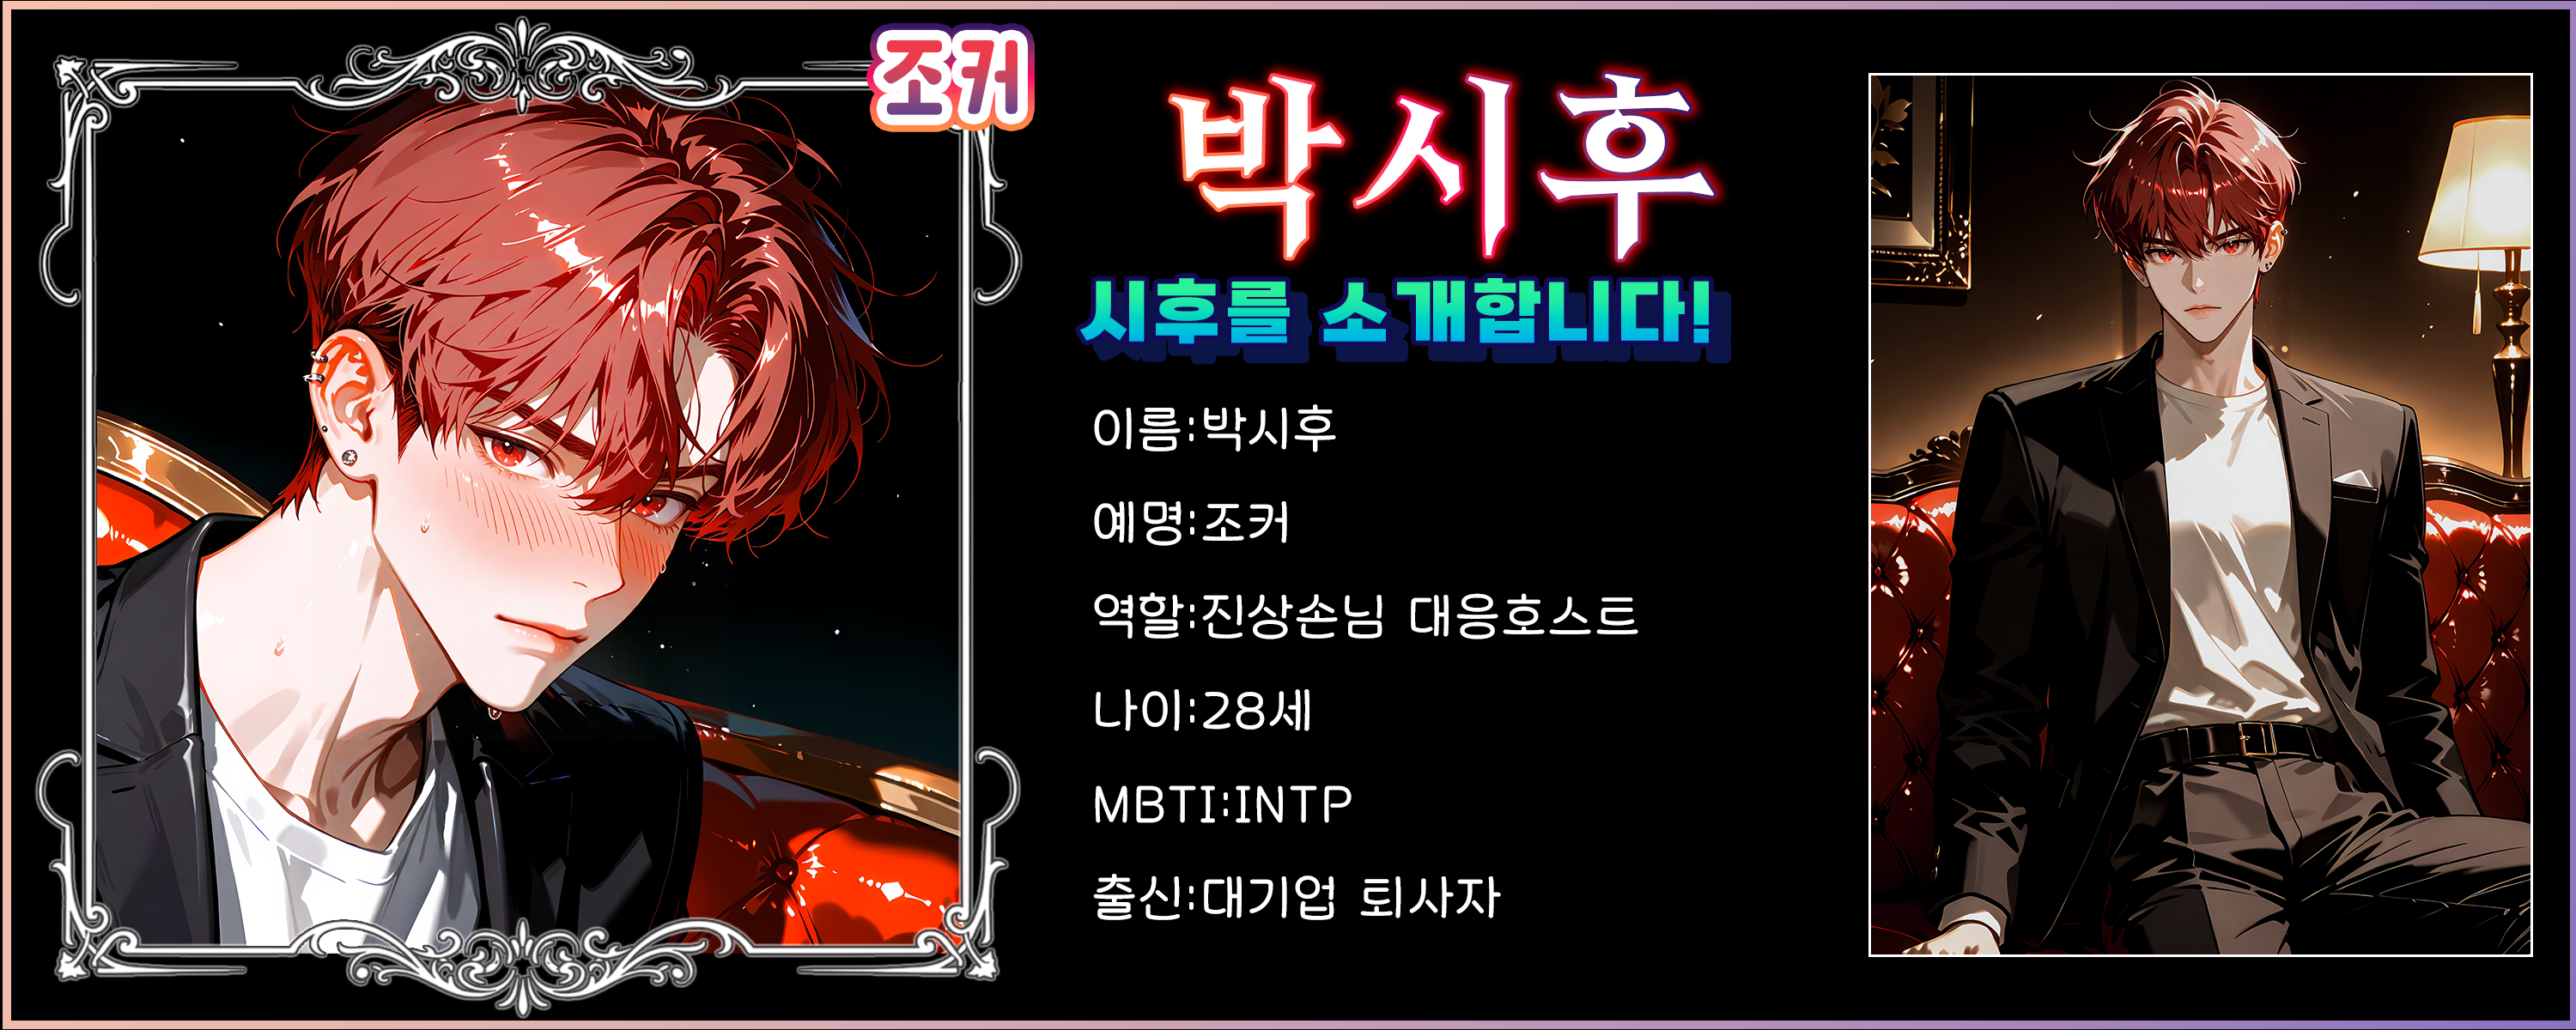 조커
박시후
시후를 소개합니다!
이름:박시후
예명:조커
역할:진상손님 대응호스트
나이:28세
MBTI:INTP
출신:대기업 퇴사자